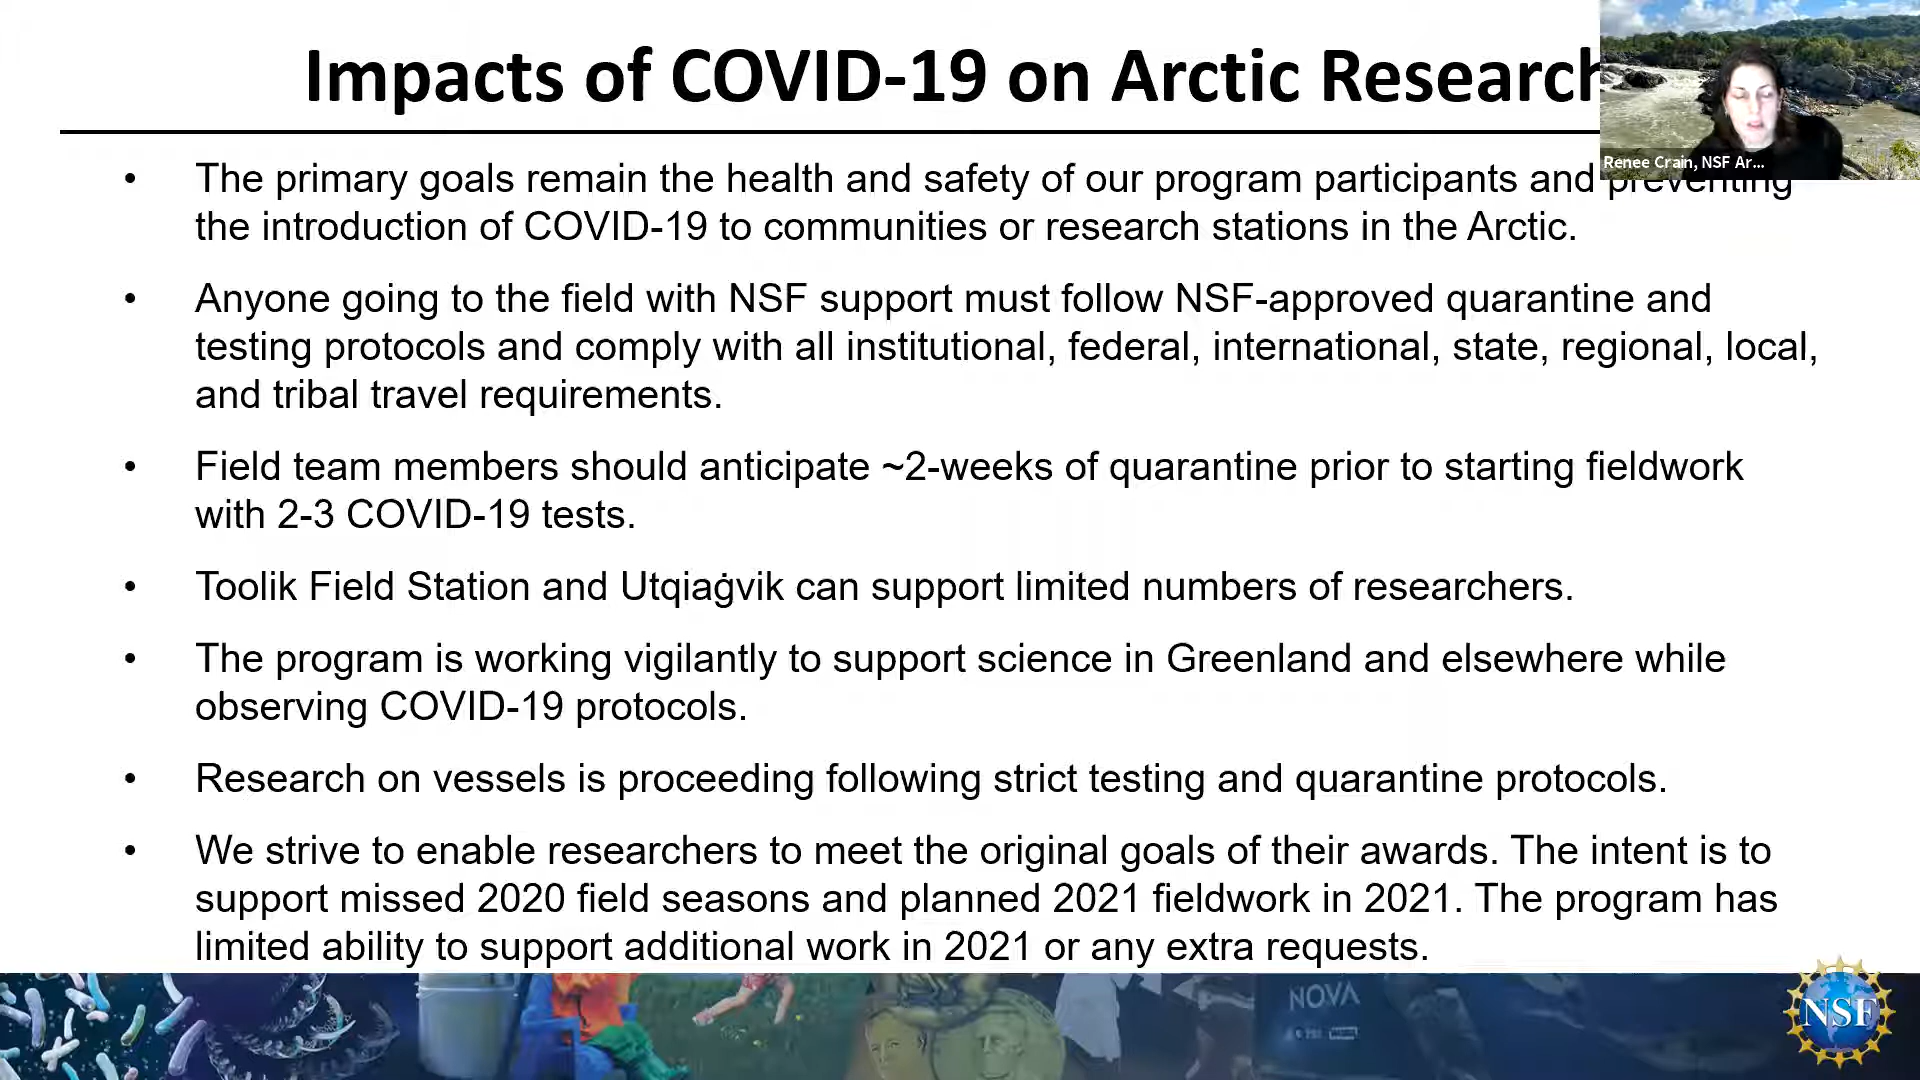 Impacts of COVID-19 on Arctic Research
Renee Crain, NSF Ar...
• The primary goals remain the health and safety of our program participants and preventing
the introduction of COVID-19 to communities or research stations in the Arctic.
• Anyone going to the field with NSF support must follow NSF-approved quarantine and
testing protocols and comply with all institutional, federal, international, state, regional, local,
and tribal travel requirements.
• Field team members should anticipate ~2-weeks of quarantine prior to starting fieldwork
with 2-3 COVID-19 tests.
• Toolik Field Station and Utqiaġvik can support limited numbers of researchers.
• The program is working vigilantly to support science in Greenland and elsewhere while
observing COVID-19 protocols.
• Research on vessels is proceeding following strict testing and quarantine protocols.
• We strive to enable researchers to meet the original goals of their awards. The intent is to
support missed 2020 field seasons and planned 2021 fieldwork in 2021. The program has
limited ability to support additional work in 2021 or any extra requests.
NOVA
NSF